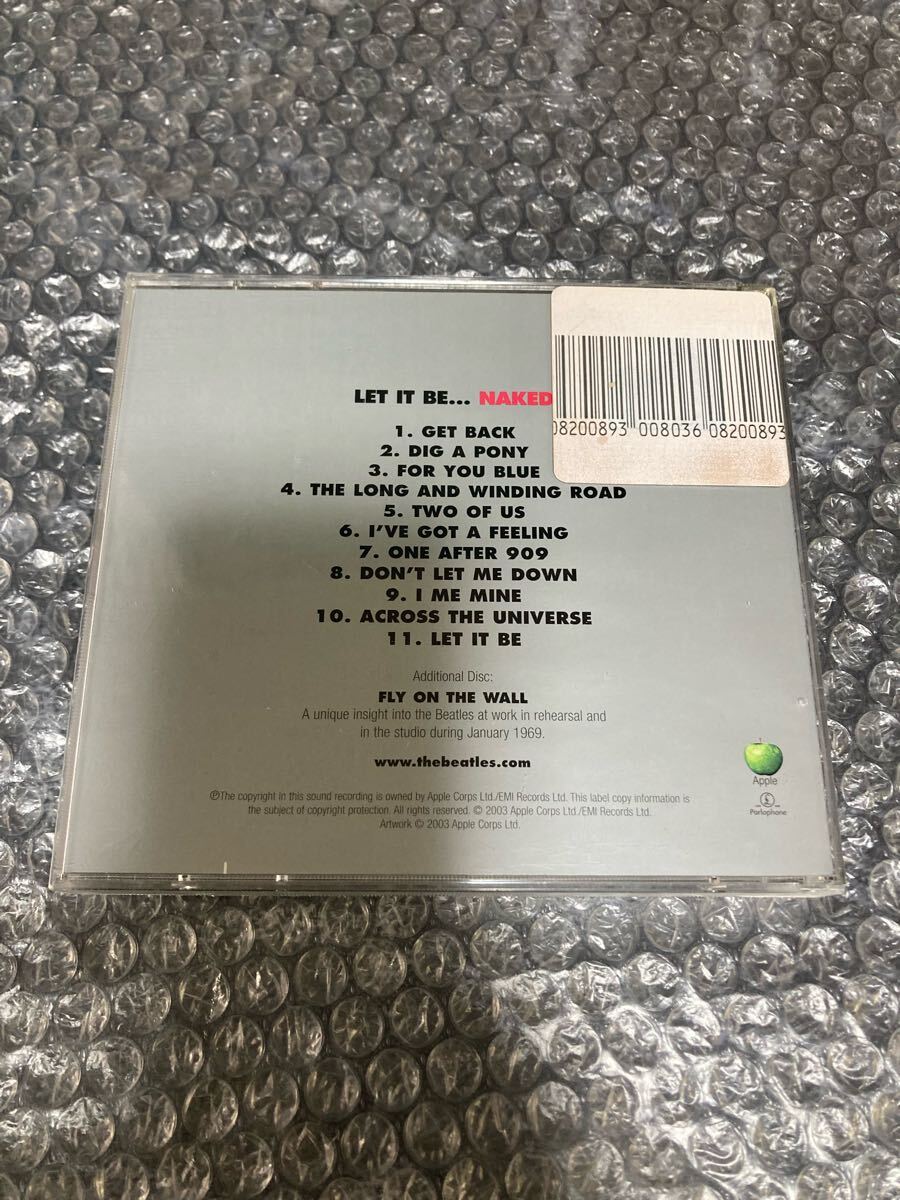 LET IT BE... NAKED
08200893 008036 08200893
1. GET BACK
2. DIG A PONY
3. FOR YOU BLUE
4. THE LONG AND WINDING ROAD
5. TWO OF US
6. I'VE GOT A FEELING
7. ONE AFTER 909
8. DON'T LET ME DOWN
9. I ME MINE
10. ACROSS THE UNIVERSE
11. LET IT BE
Additional Disc:
FLY ON THE WALL
A unique insight into the Beatles at work in rehearsal and
in the studio during January 1969.
www.thebeatles.com
Apple
Parlophone
℗The copyright in this sound recording is owned by Apple Corps Ltd./EMI Records Ltd. This label copy information is
the subject of copyright protection. All rights reserved. © 2003 Apple Corps Ltd./EMI Records Ltd.
Artwork © 2003 Apple Corps Ltd.